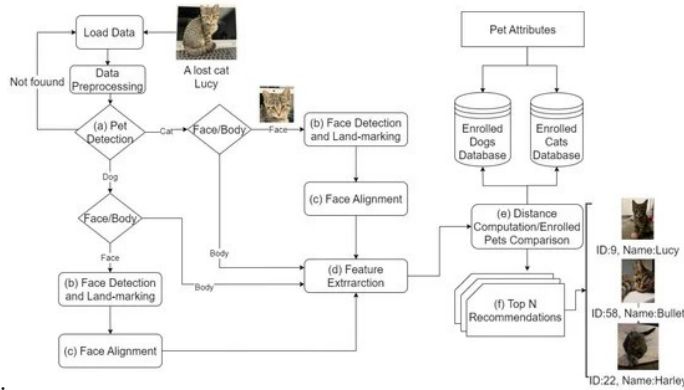 Load Data
A lost cat
Lucy
Not fouund
Data
Preprocessing
(a) Pet
Detection
Cat
Face/Body
Face
(b) Face Detection
and Land-marking
(c) Face Alignment
Dog
Face/Body
Face
Body
Body
(b) Face Detection
and Land-marking
(c) Face Alignment
(d) Feature
Extrarction
Pet Attributes
Enrolled
Dogs
Database
Enrolled
Cats
Database
(e) Distance
Computation/Enrolled
Pets Comparison
(f) Top N
Recommendations
ID:9, Name:Lucy
ID:58, Name:Bullet
ID:22, Name:Harley
.